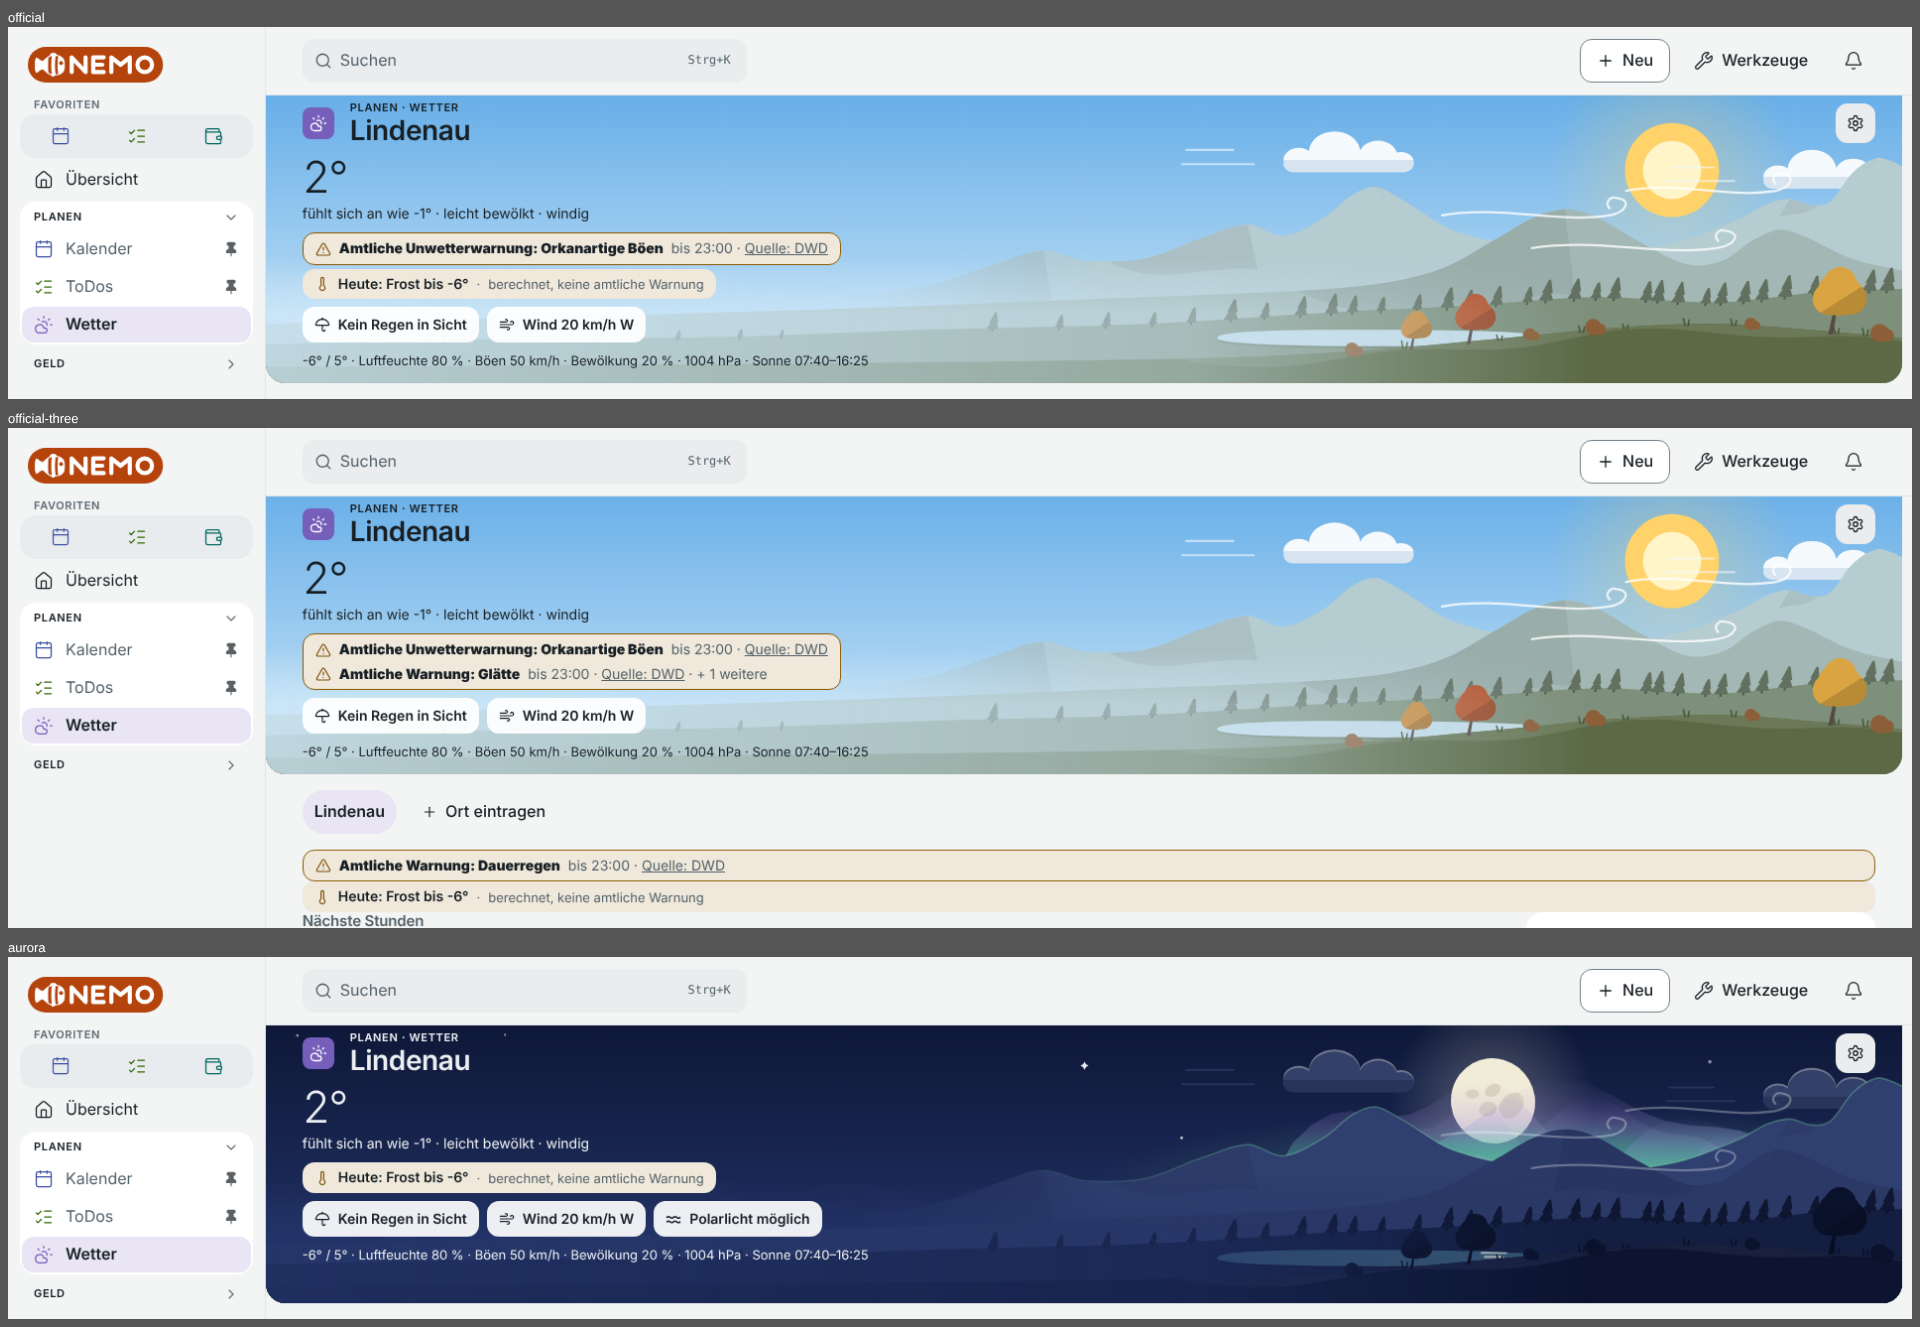 official
NEMO
Suchen Strg+K
Neu
Werkzeuge
FAVORITEN
Übersicht
PLANEN
Kalender
ToDos
Wetter
GELD
PLANEN · WETTER
Lindenau
2°
fühlt sich an wie -1° · leicht bewölkt · windig
Amtliche Unwetterwarnung: Orkanartige Böen bis 23:00 · Quelle: DWD
Heute: Frost bis -6° · berechnet, keine amtliche Warnung
Kein Regen in Sicht
Wind 20 km/h W
-6° / 5° · Luftfeuchte 80 % · Böen 50 km/h · Bewölkung 20 % · 1004 hPa · Sonne 07:40–16:25
official-three
NEMO
Suchen Strg+K
Neu
Werkzeuge
FAVORITEN
Übersicht
PLANEN
Kalender
ToDos
Wetter
GELD
PLANEN · WETTER
Lindenau
2°
fühlt sich an wie -1° · leicht bewölkt · windig
Amtliche Unwetterwarnung: Orkanartige Böen bis 23:00 · Quelle: DWD
Amtliche Warnung: Glätte bis 23:00 · Quelle: DWD · + 1 weitere
Kein Regen in Sicht
Wind 20 km/h W
-6° / 5° · Luftfeuchte 80 % · Böen 50 km/h · Bewölkung 20 % · 1004 hPa · Sonne 07:40–16:25
Lindenau
+ Ort eintragen
Amtliche Warnung: Dauerregen bis 23:00 · Quelle: DWD
Heute: Frost bis -6° · berechnet, keine amtliche Warnung
Nächste Stunden
aurora
NEMO
Suchen Strg+K
Neu
Werkzeuge
FAVORITEN
Übersicht
PLANEN
Kalender
ToDos
Wetter
GELD
PLANEN · WETTER
Lindenau
2°
fühlt sich an wie -1° · leicht bewölkt · windig
Heute: Frost bis -6° · berechnet, keine amtliche Warnung
Kein Regen in Sicht
Wind 20 km/h W
Polarlicht möglich
-6° / 5° · Luftfeuchte 80 % · Böen 50 km/h · Bewölkung 20 % · 1004 hPa · Sonne 07:40–16:25